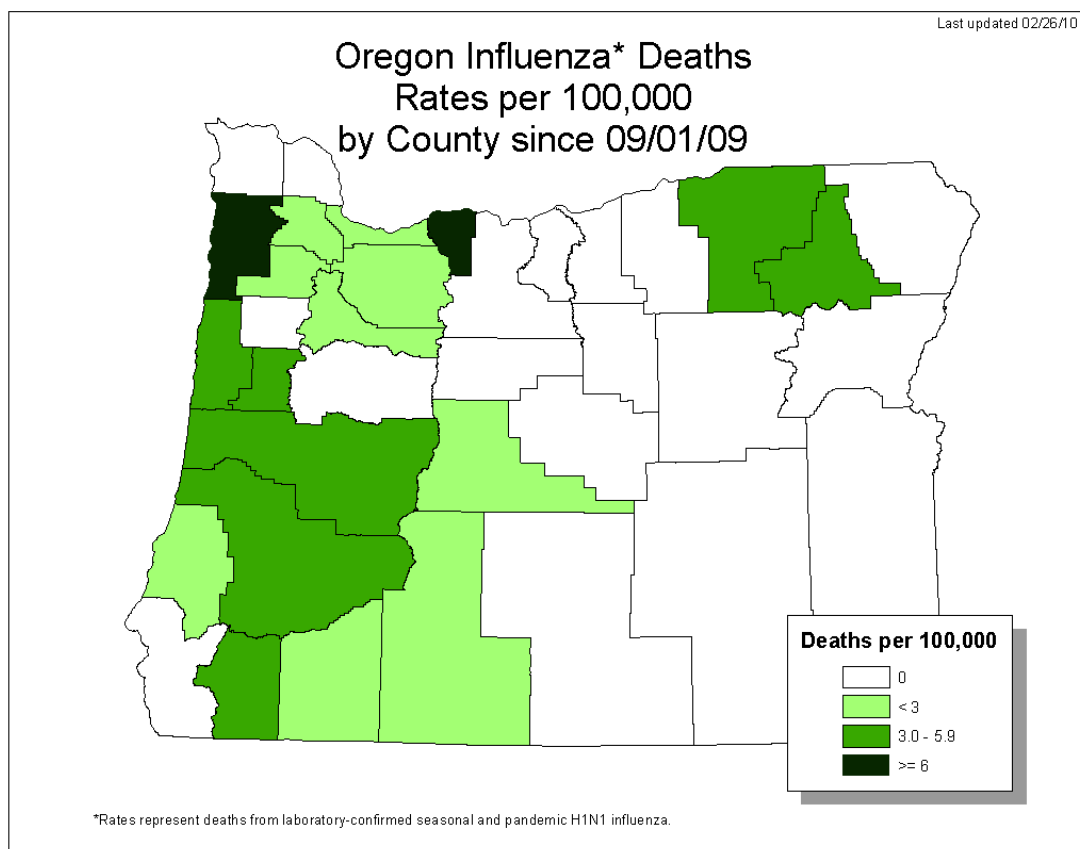 Last updated 02/26/10
Oregon Influenza* Deaths
Rates per 100,000
by County since 09/01/09
Deaths per 100,000
0
< 3
3.0 - 5.9
>= 6
*Rates represent deaths from laboratory-confirmed seasonal and pandemic H1N1 influenza.